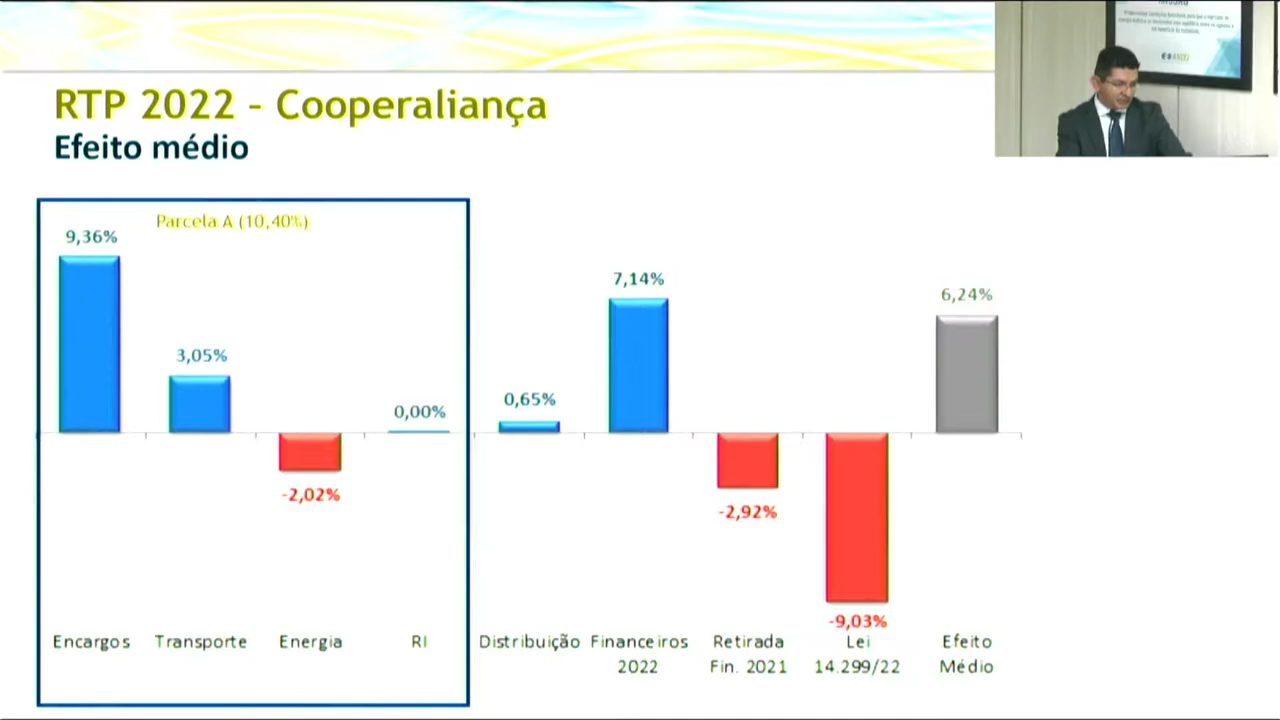 RTP 2022 - Cooperaliança
Efeito médio
Parcela A (10,40%)
9,36%
3,05%
-2,02%
0,00%
0,65%
7,14%
-2,92%
-9,03%
6,24%
Encargos
Transporte
Energia
RI
Distribuição
Financeiros
2022
Retirada
Fin. 2021
Lei
14.299/22
Efeito
Médio